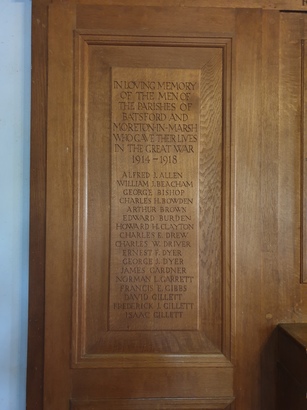 IN LOVING MEMORY
OF THE MEN OF
THE PARISHES OF
BATSFORD AND
MORETON-IN-MARSH
WHO GAVE THEIR LIVES
IN THE GREAT WAR
1914-1918
ALFRED J. ALLEN
WILLIAM J. BEACHAM
GEORGE BISHOP
CHARLES H. BOWDEN
ARTHUR BROWN
EDWARD BURDEN
HOWARD M. CLAYTON
CHARLES E. DREW
CHARLES W. DRIVER
ERNEST F. DYER
GEORGE J. DYER
JAMES GARDNER
NORMAN L. GARRETT
FRANCIS E. GIBBS
DAVID GILLETT
FREDERICK J. GILLETT
ISAAC GILLETT